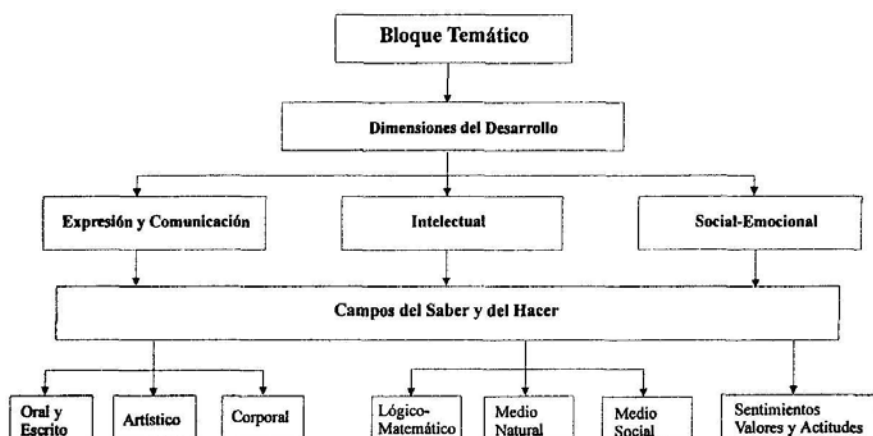 Bloque Temático
Dimensiones del Desarrollo
Expresión y Comunicación
Intelectual
Social-Emocional
Campos del Saber y del Hacer
Oral y
Escrito
Artístico
Corporal
Lógico-
Matemático
Medio
Natural
Medio
Social
Sentimientos
Valores y Actitudes